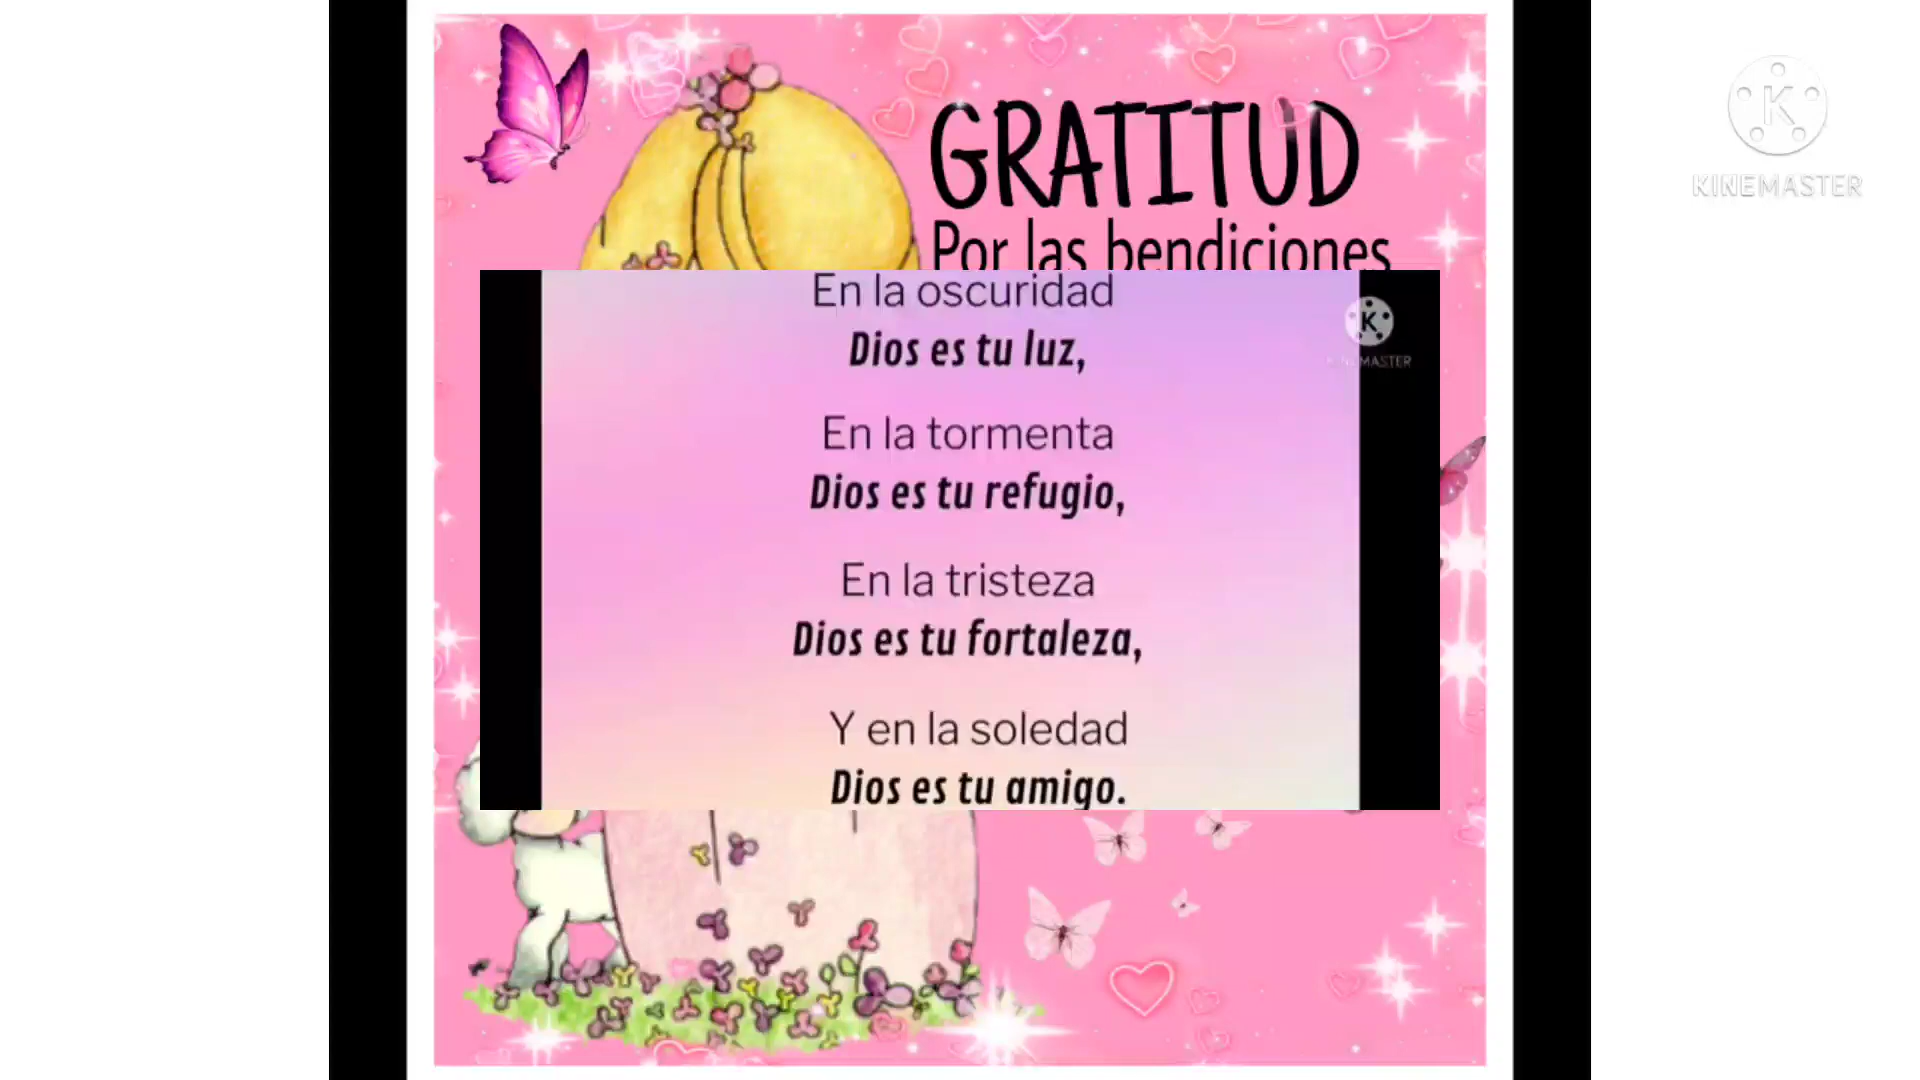 GRATITUD
Por las bendiciones
En la oscuridad
Dios es tu luz,
En la tormenta
Dios es tu refugio,
En la tristeza
Dios es tu fortaleza,
Y en la soledad
Dios es tu amigo.
KINEMASTER
KINEMASTER